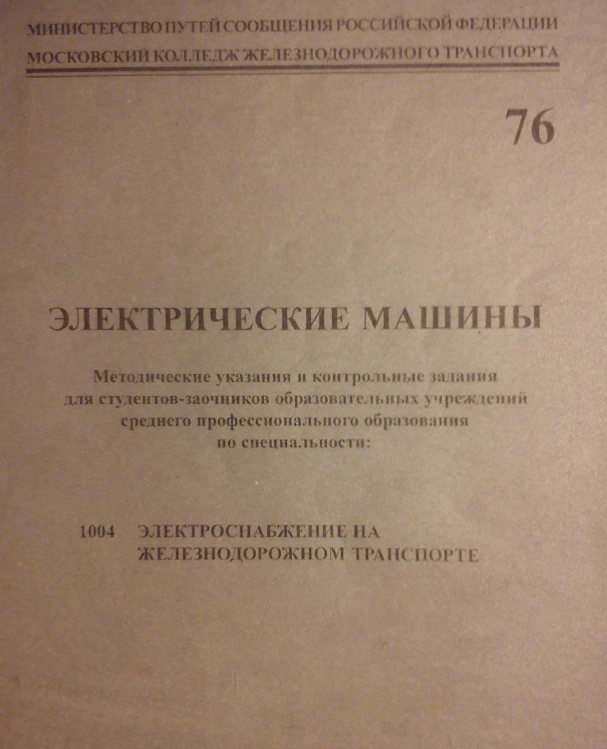 МИНИСТЕРСТВО ПУТЕЙ СООБЩЕНИЯ РОССИЙСКОЙ ФЕДЕРАЦИИ
МОСКОВСКИЙ КОЛЛЕДЖ ЖЕЛЕЗНОДОРОЖНОГО ТРАНСПОРТА
76
ЭЛЕКТРИЧЕСКИЕ МАШИНЫ
Методические указания и контрольные задания
для студентов-заочников образовательных учреждений
среднего профессионального образования
по специальности:
1004 ЭЛЕКТРОСНАБЖЕНИЕ НА
ЖЕЛЕЗНОДОРОЖНОМ ТРАНСПОРТЕ